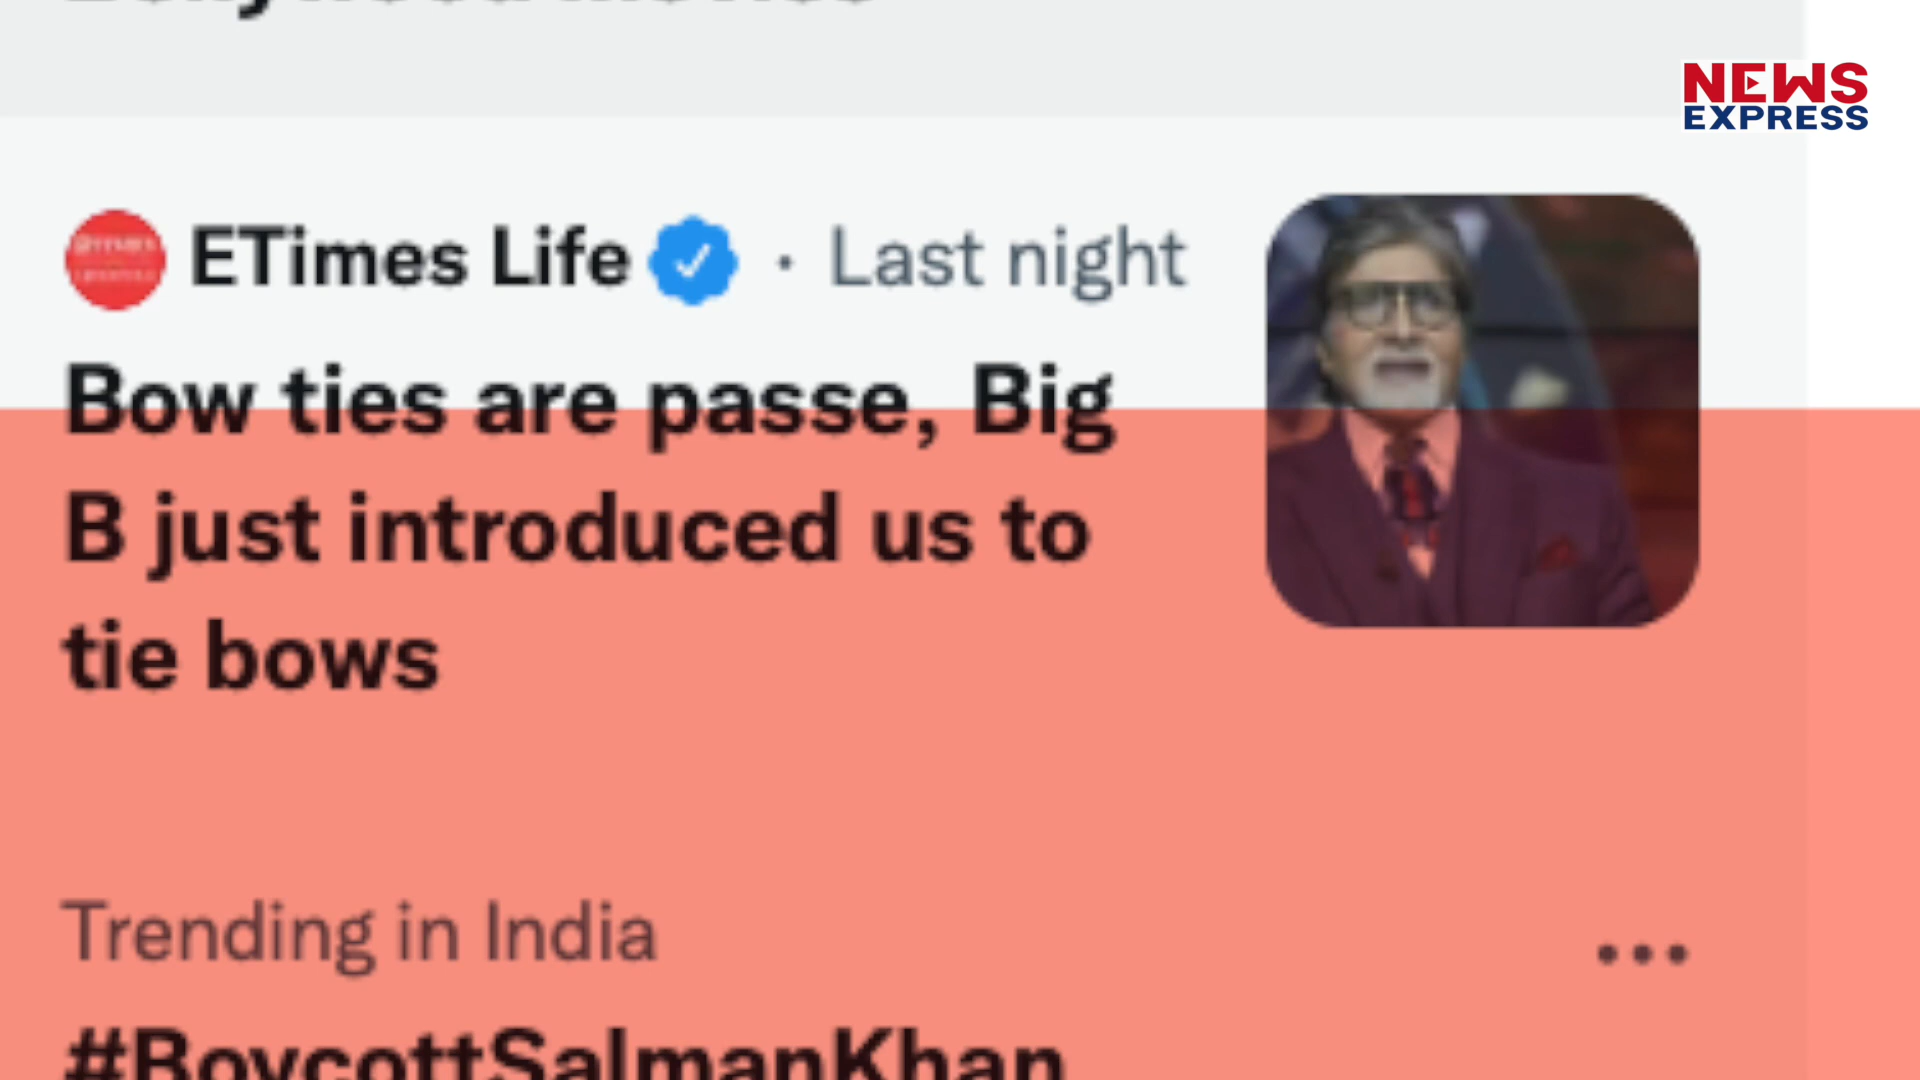 NEWS
EXPRESS
ETimes Life · Last night
Bow ties are passe, Big
B just introduced us to
tie bows
Trending in India
#BoycottSalmanKhan